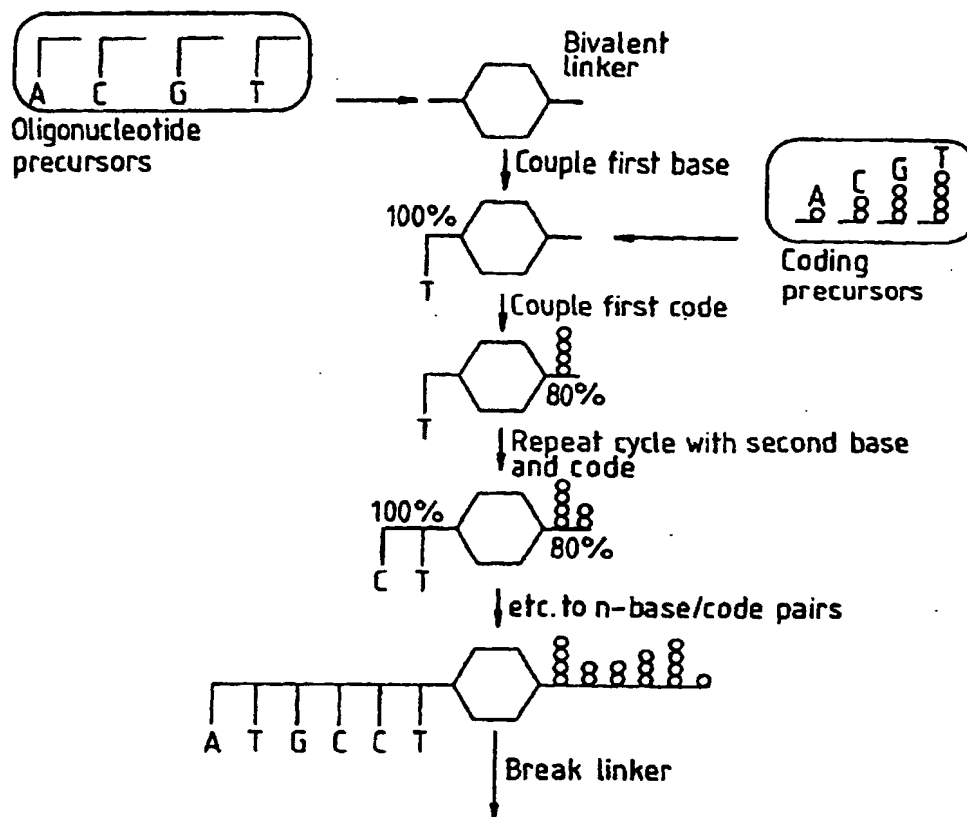 A C G T
Oligonucleotide
precursors
Bivalent
linker
Couple first base
A C G T
Coding
precursors
100%
T
Couple first code
80%
T
Repeat cycle with second base
and code
100%
80%
C T
etc. to n-base/code pairs
A T G C C T
Break linker